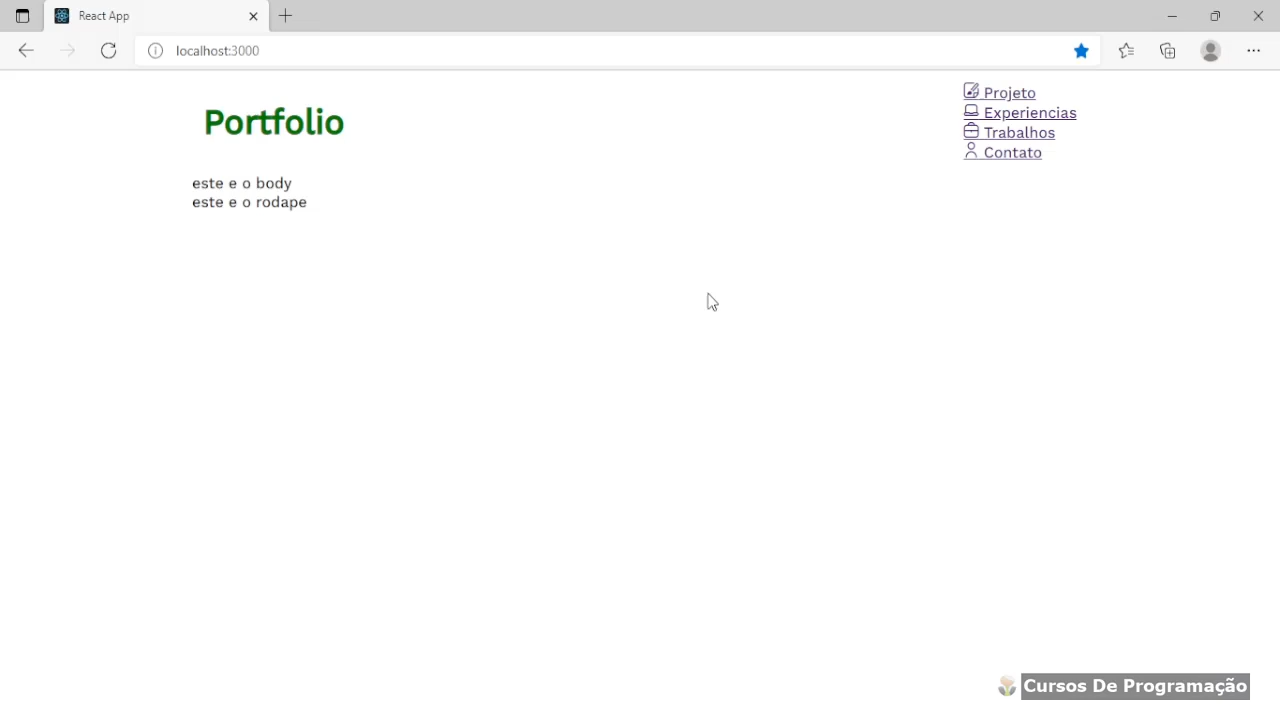 React App
localhost:3000
Portfolio
Projeto
Experiencias
Trabalhos
Contato
este e o body
este e o rodape
Cursos De Programação